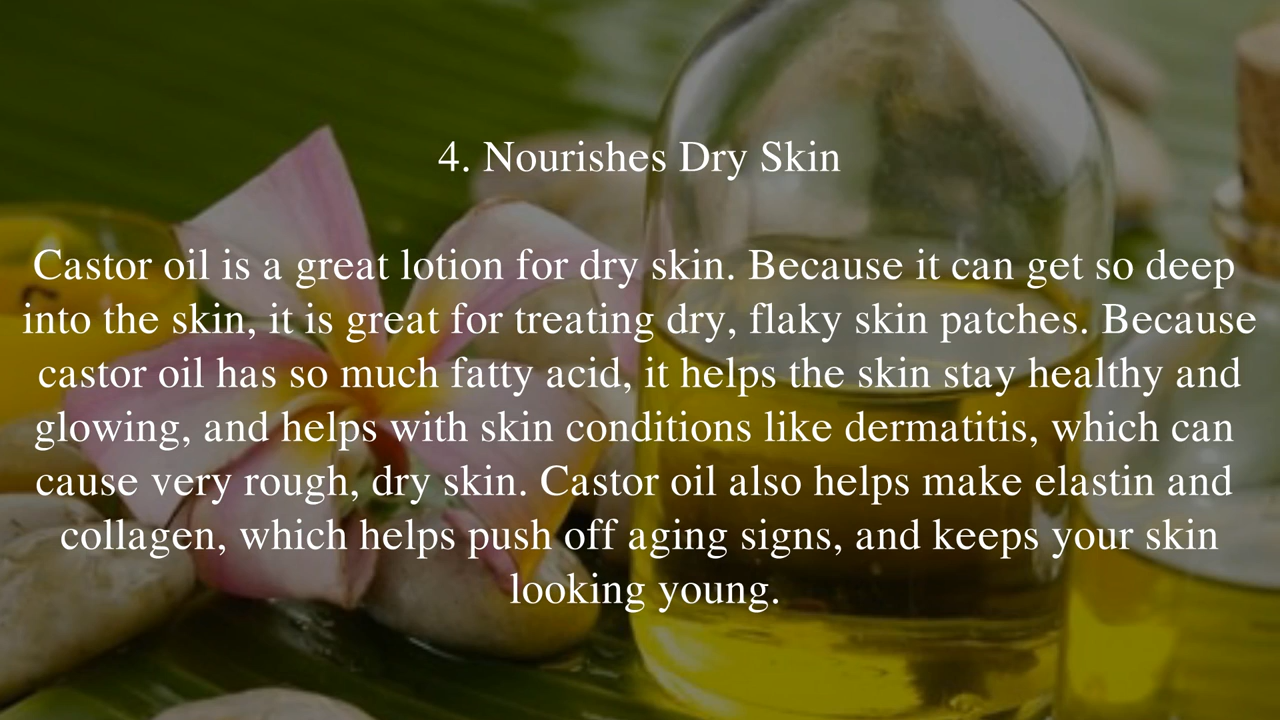 4. Nourishes Dry Skin
Castor oil is a great lotion for dry skin. Because it can get so deep
into the skin, it is great for treating dry, flaky skin patches. Because
castor oil has so much fatty acid, it helps the skin stay healthy and
glowing, and helps with skin conditions like dermatitis, which can
cause very rough, dry skin. Castor oil also helps make elastin and
collagen, which helps push off aging signs, and keeps your skin
looking young.